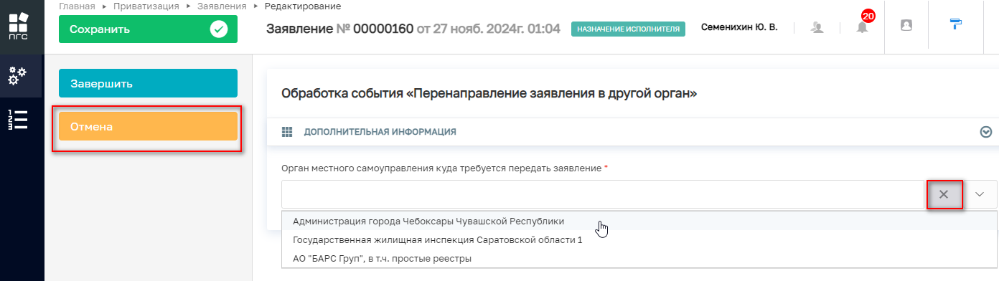 Главная ▸ Приватизация ▸ Заявления ▸ Редактирование
пгс
Сохранить
Заявление № 00000160 от 27 нояб. 2024г. 01:04
НАЗНАЧЕНИЕ ИСПОЛНИТЕЛЯ
Семенихин Ю. В.
20
Завершить
Отмена
Обработка события «Перенаправление заявления в другой орган»
ДОПОЛНИТЕЛЬНАЯ ИНФОРМАЦИЯ
Орган местного самоуправления куда требуется передать заявление *
Администрация города Чебоксары Чувашской Республики
Государственная жилищная инспекция Саратовской области 1
АО "БАРС Груп", в т.ч. простые реестры